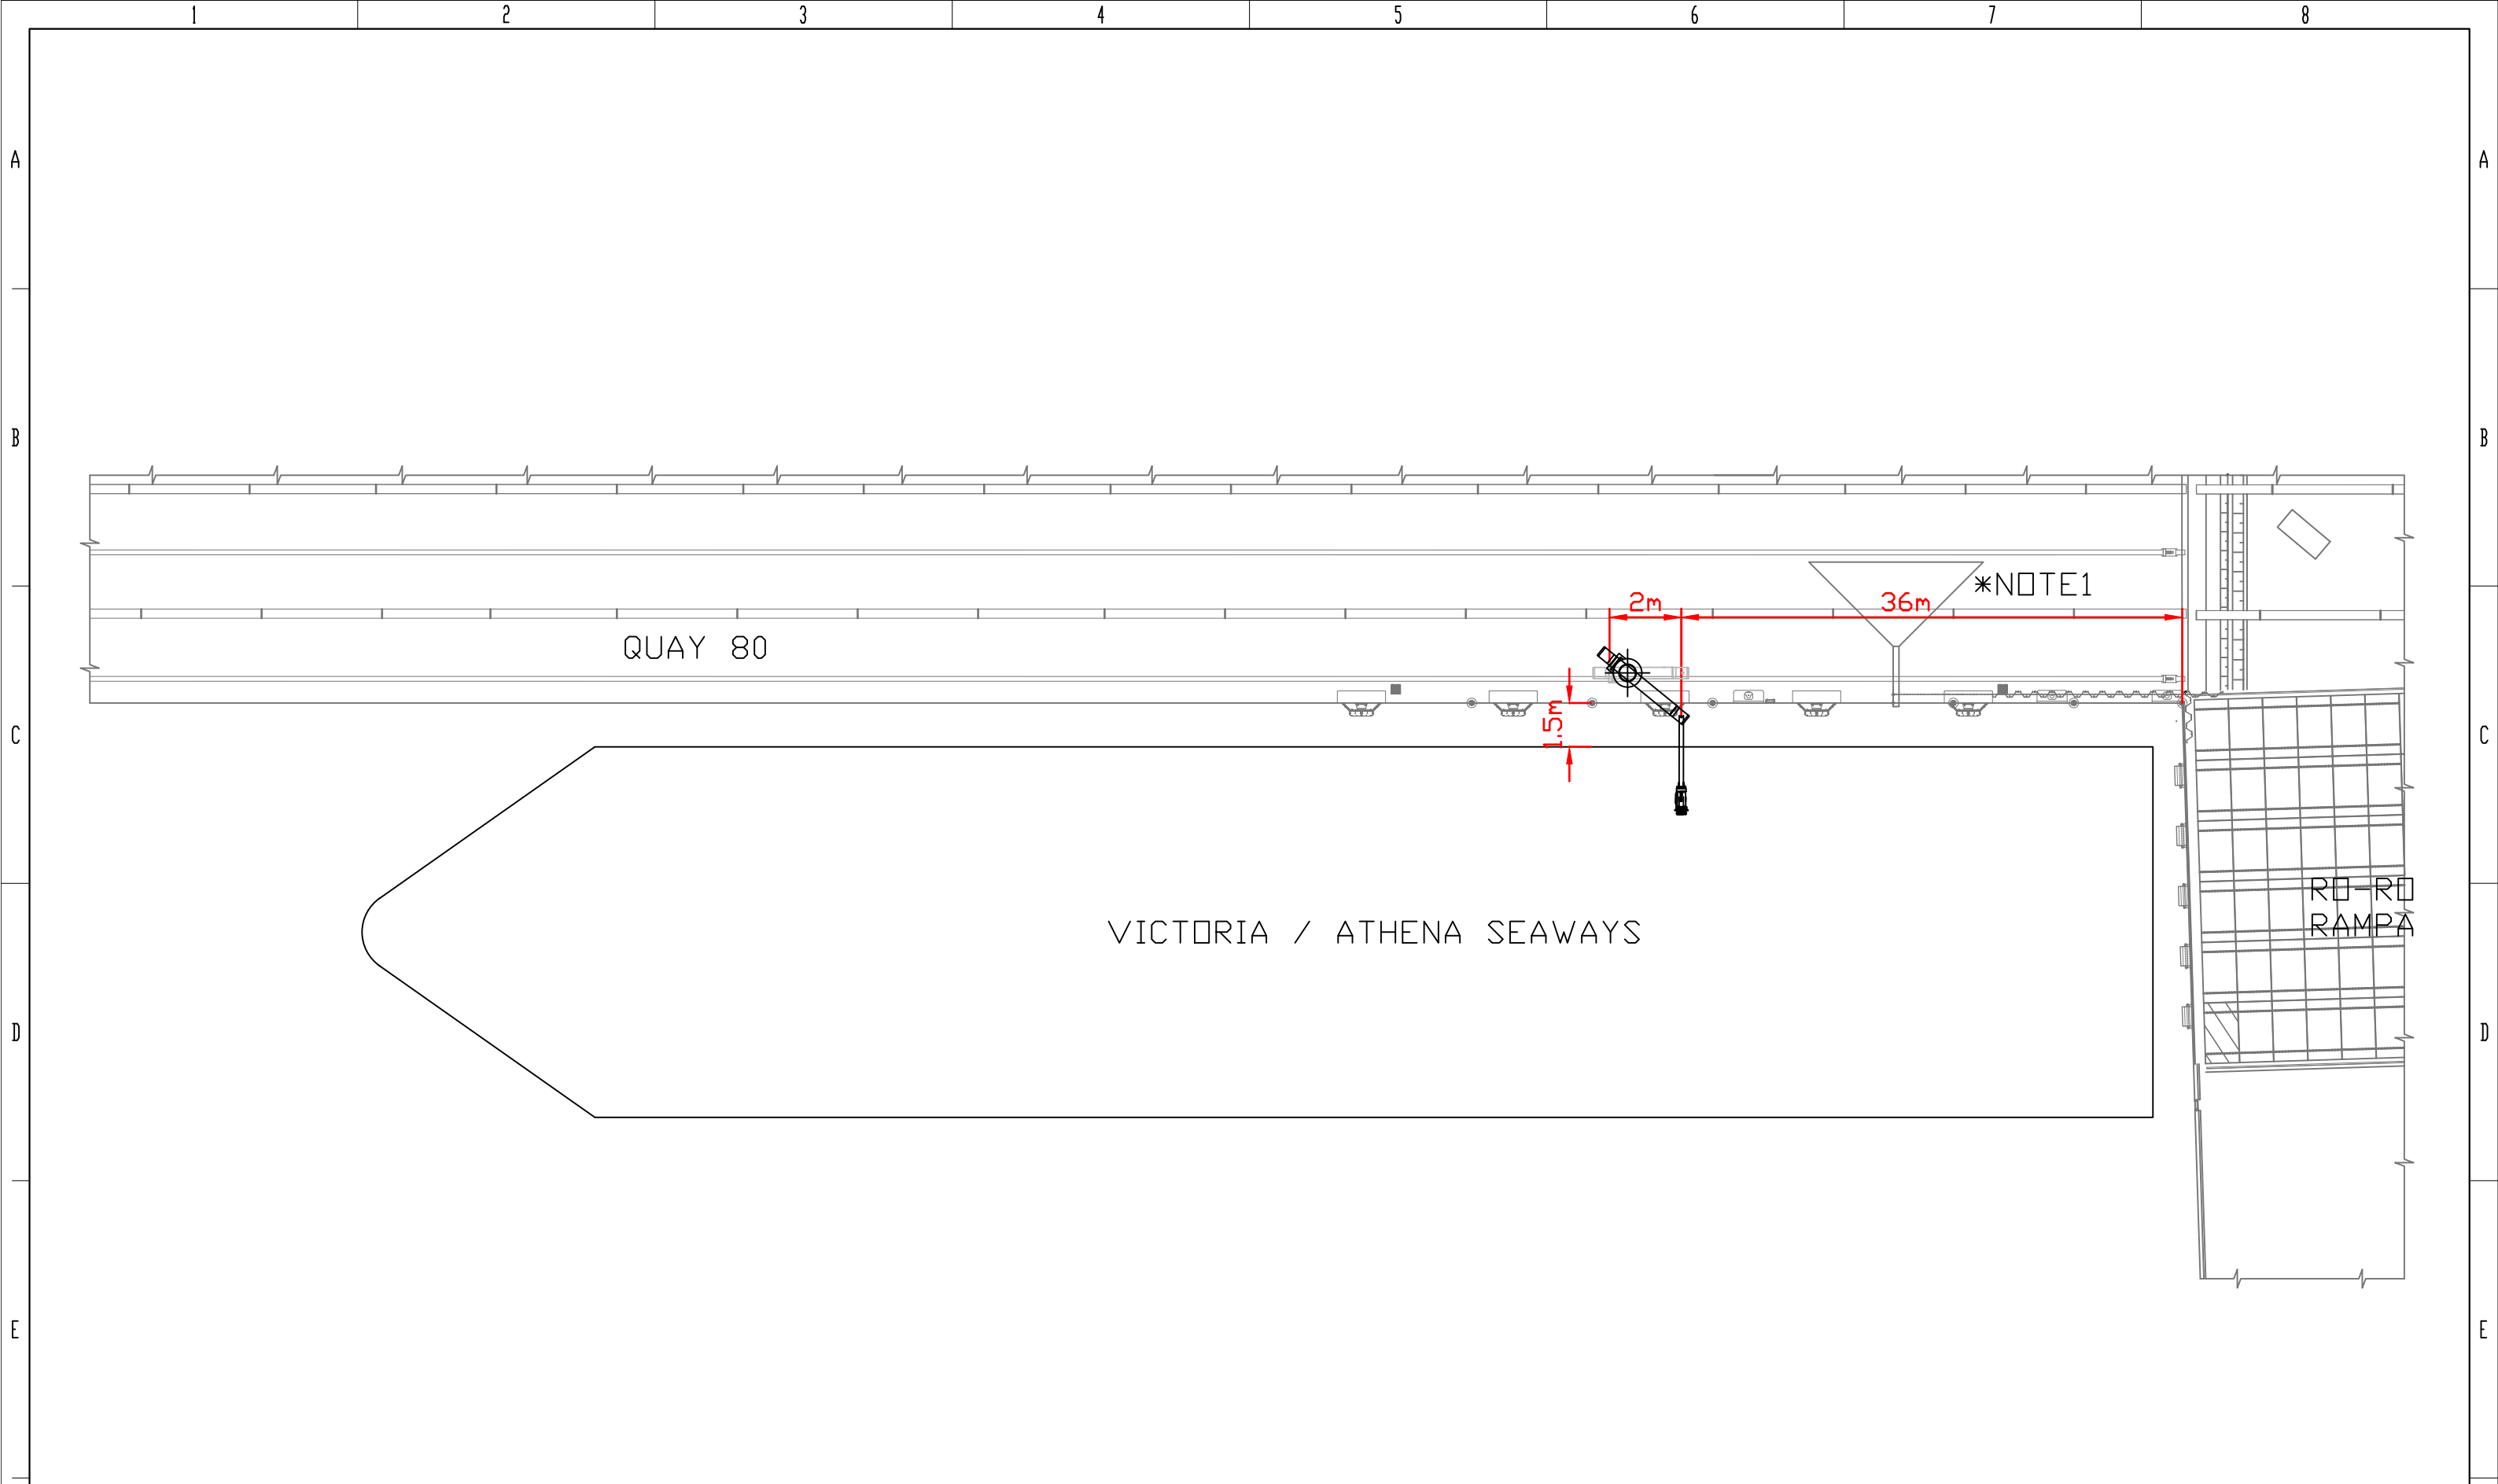 1 2 3 4 5 6 7 8
A A
B B
*NOTE1
2m 36m
QUAY 80
1.5m
C C
RO-RO
RAMPA
VICTORIA / ATHENA SEAWAYS
D D
E E